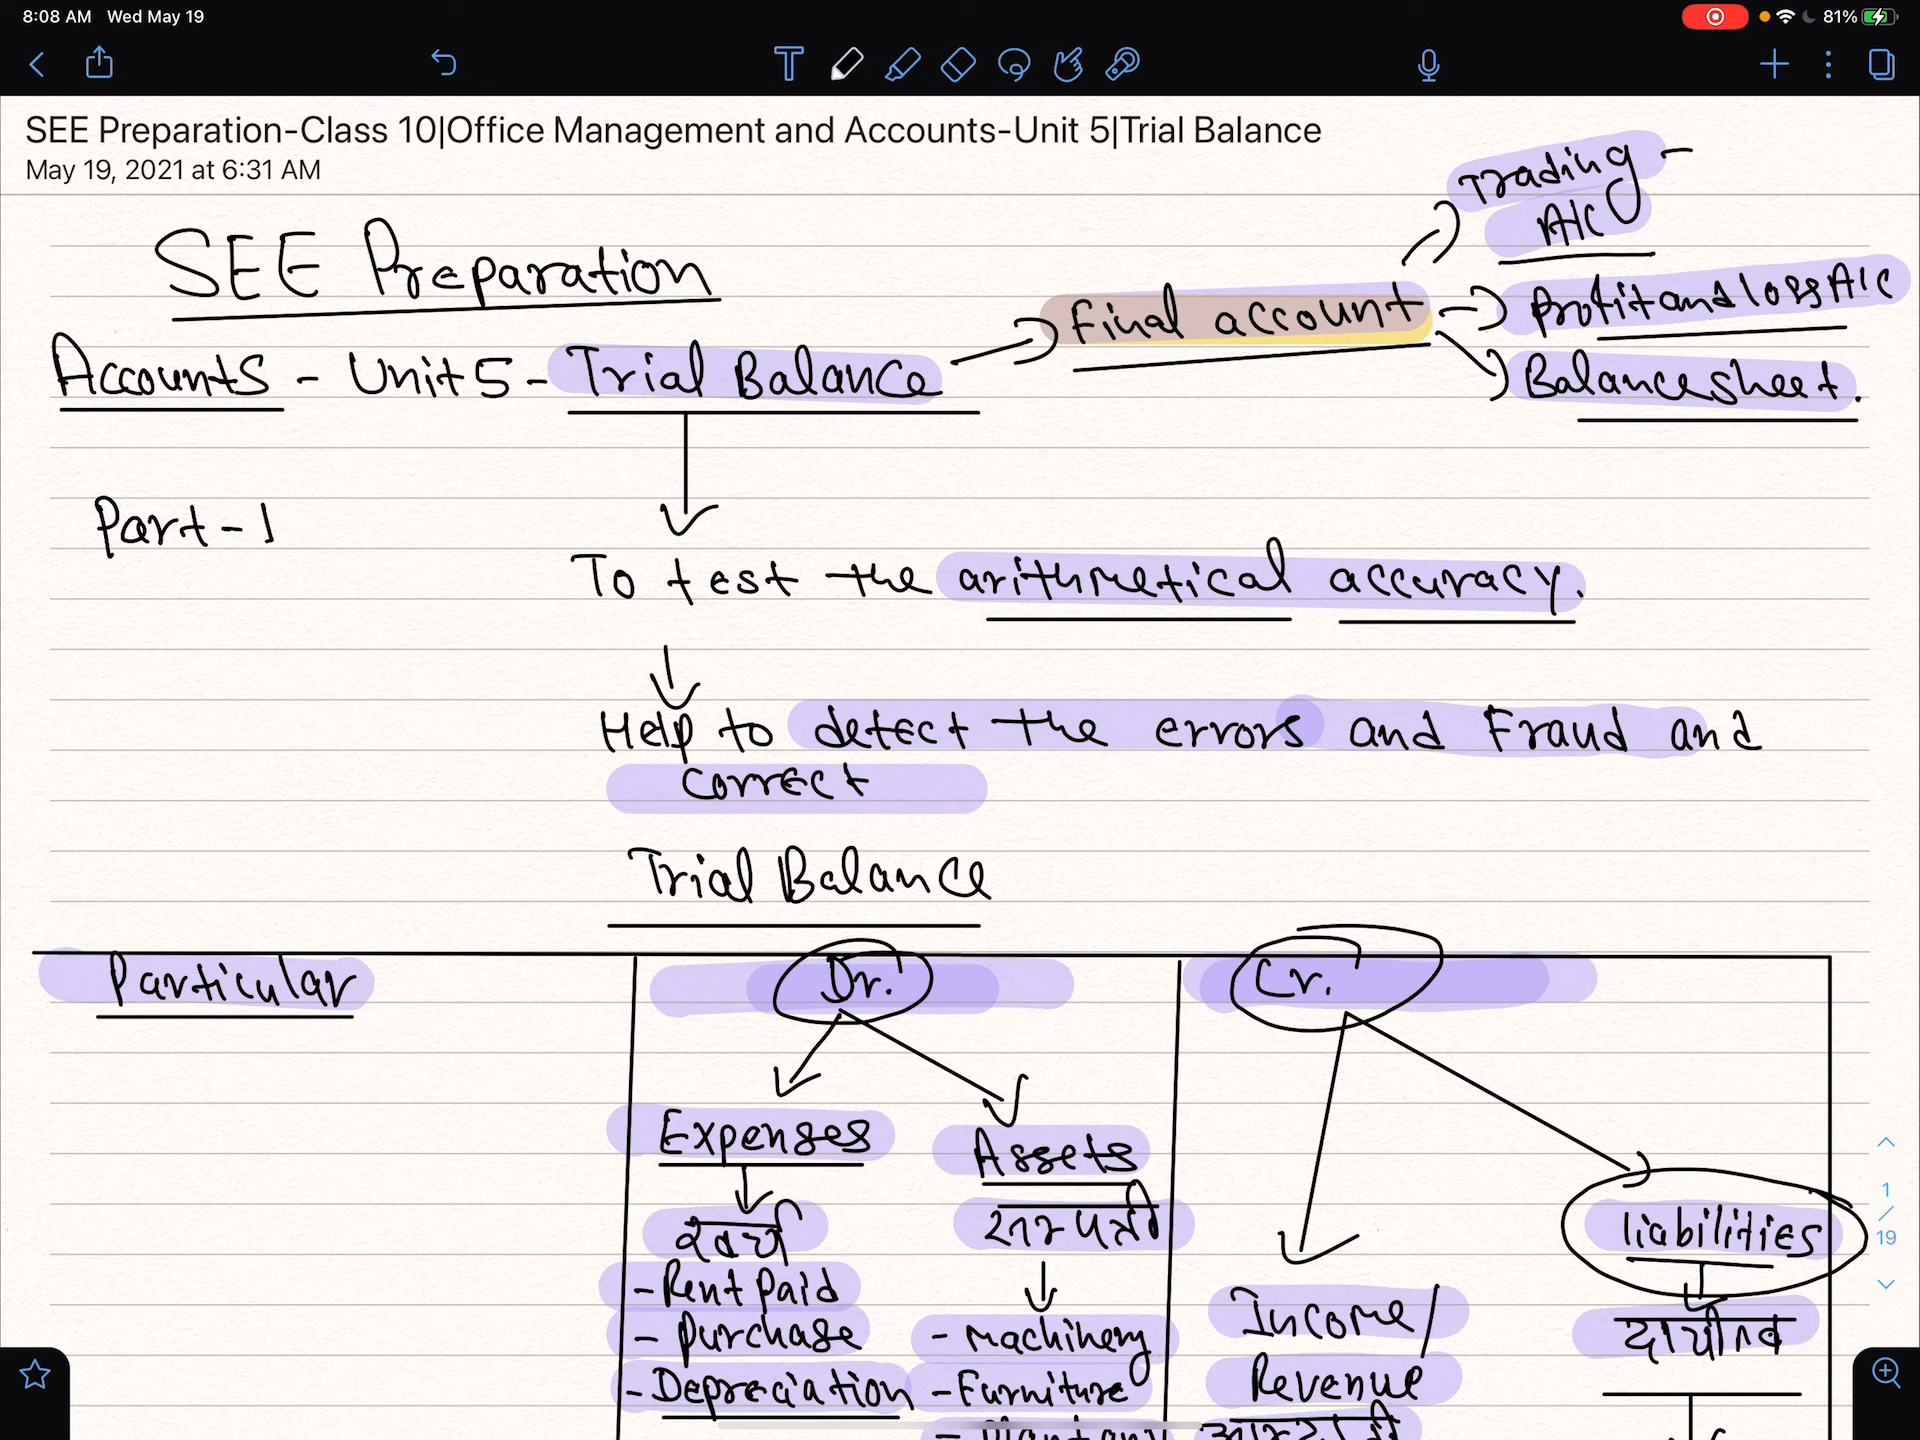 8:08 AM Wed May 19
81%
SEE Preparation-Class 10|Office Management and Accounts-Unit 5|Trial Balance
May 19, 2021 at 6:31 AM
Trading
A/C
SEE Preparation
Final account
Profit and loss A/C
Accounts - Unit 5 - Trial Balance
Balance sheet.
Part-1
To test the arithmetical accuracy.
Help to detect the errors and Fraud and
correct
Trial Balance
Particular Dr. Cr.
Expenses Assets
liabilities
खर्च
- Rent Paid
- Purchase
- Depreciation
- Machinery
- Furniture
Income/
Revenue
1
/
19